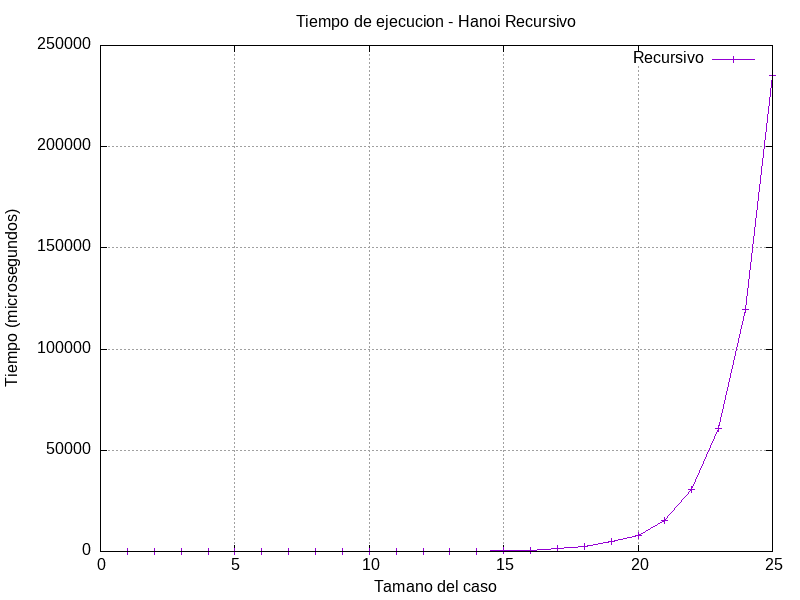 Tiempo de ejecucion - Hanoi Recursivo
Recursivo
250000
200000
150000
100000
50000
0
Tiempo (microsegundos)
0 5 10 15 20 25
Tamano del caso